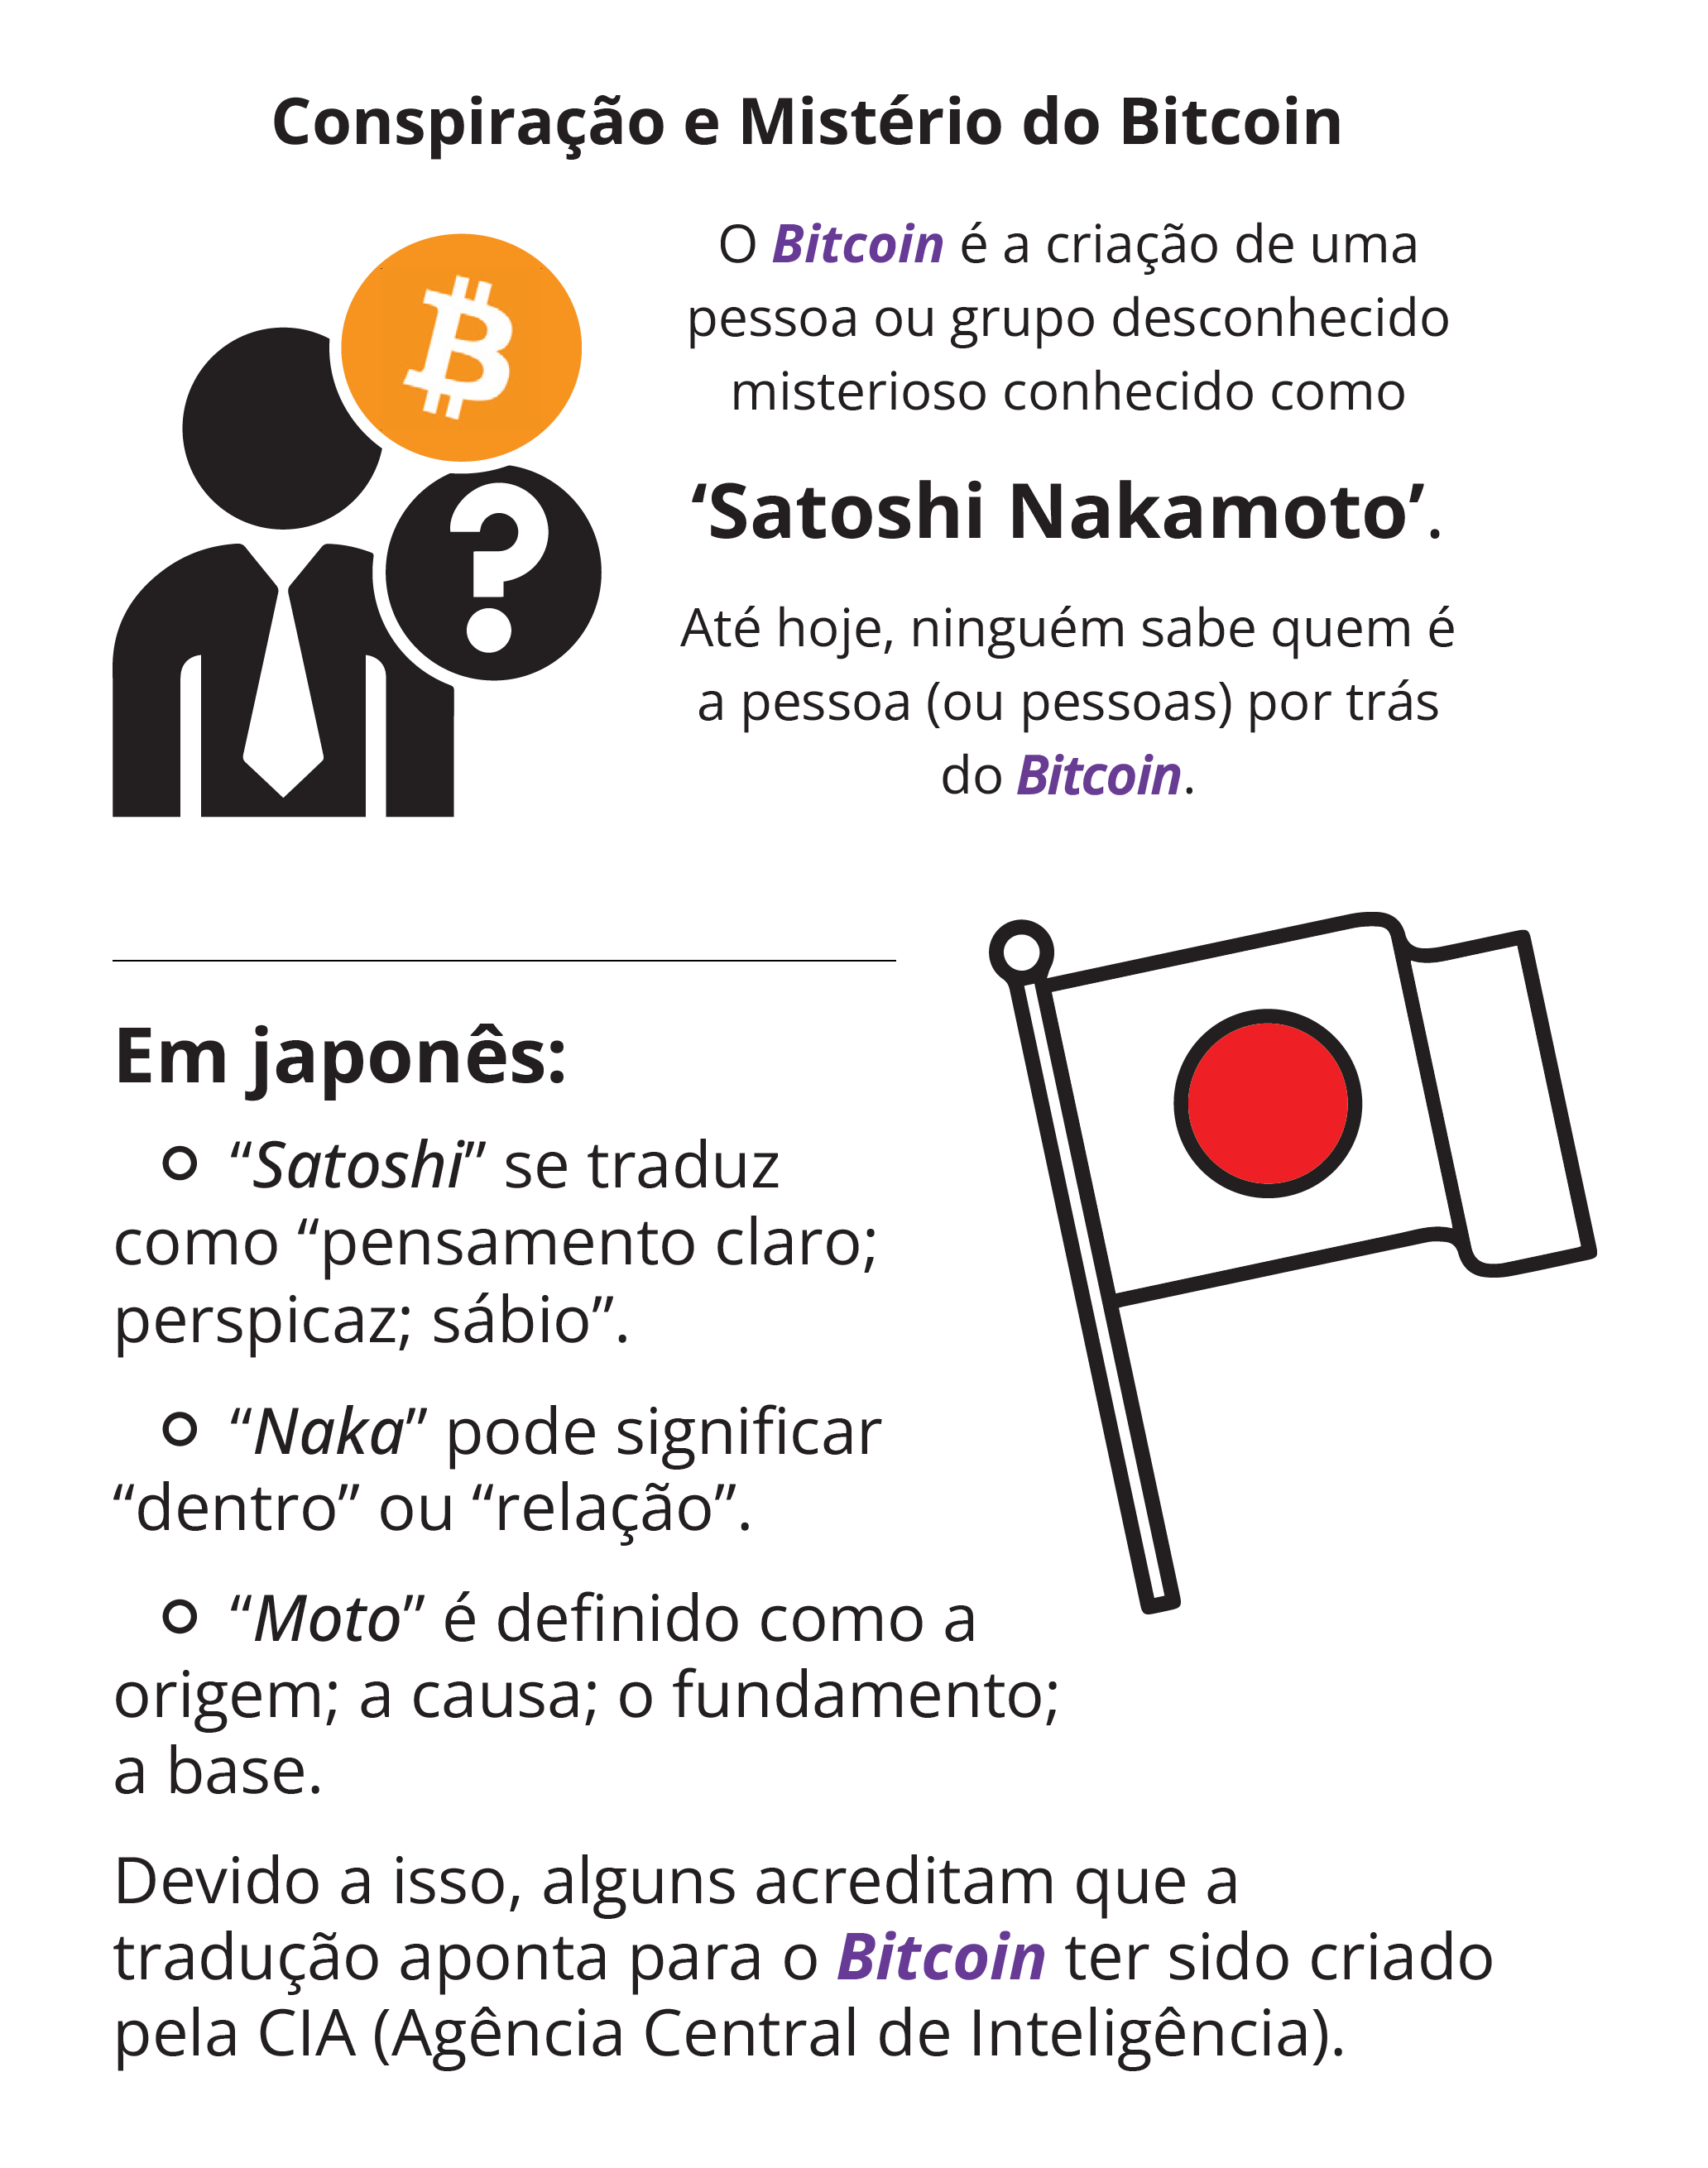 Conspiração e Mistério do Bitcoin
O Bitcoin é a criação de uma
pessoa ou grupo desconhecido
misterioso conhecido como
‘Satoshi Nakamoto’.
Até hoje, ninguém sabe quem é
a pessoa (ou pessoas) por trás
do Bitcoin.
Em japonês:
“Satoshi” se traduz
como “pensamento claro;
perspicaz; sábio”.
“Naka” pode significar
“dentro” ou “relação”.
“Moto” é definido como a
origem; a causa; o fundamento;
a base.
Devido a isso, alguns acreditam que a
tradução aponta para o Bitcoin ter sido criado
pela CIA (Agência Central de Inteligência).